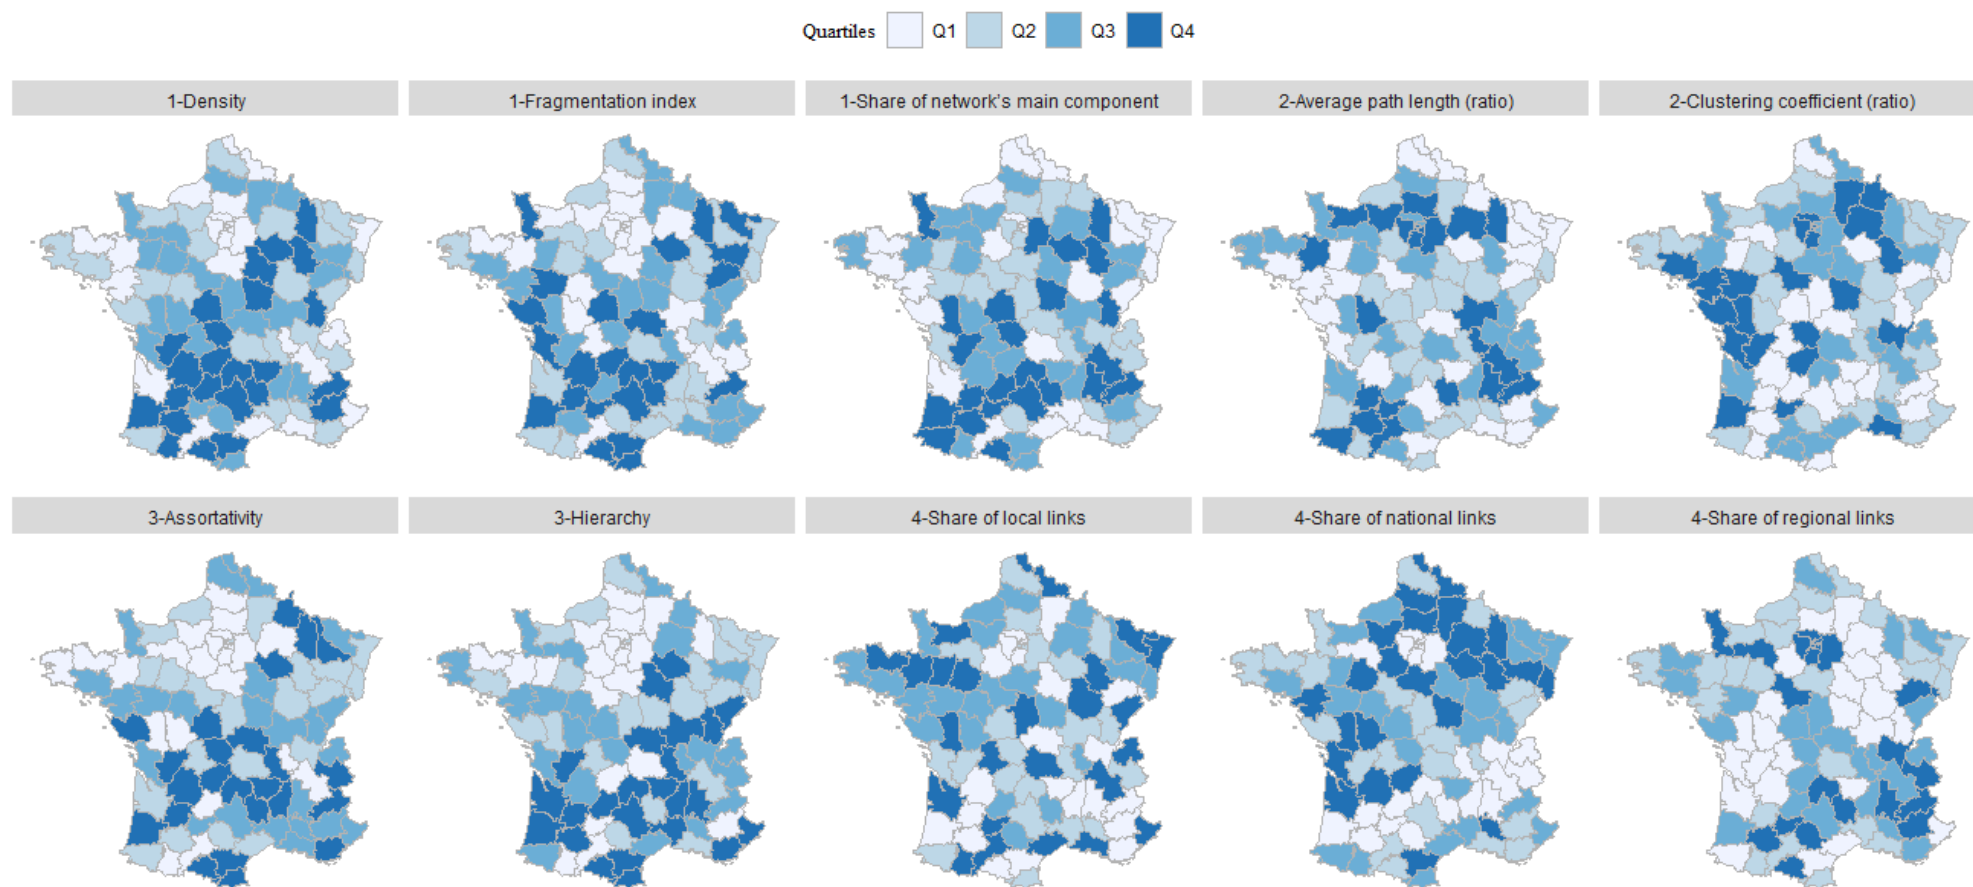 Quartiles Q1 Q2 Q3 Q4
1-Density 1-Fragmentation index 1-Share of network's main component 2-Average path length (ratio) 2-Clustering coefficient (ratio)
3-Assortativity 3-Hierarchy 4-Share of local links 4-Share of national links 4-Share of regional links